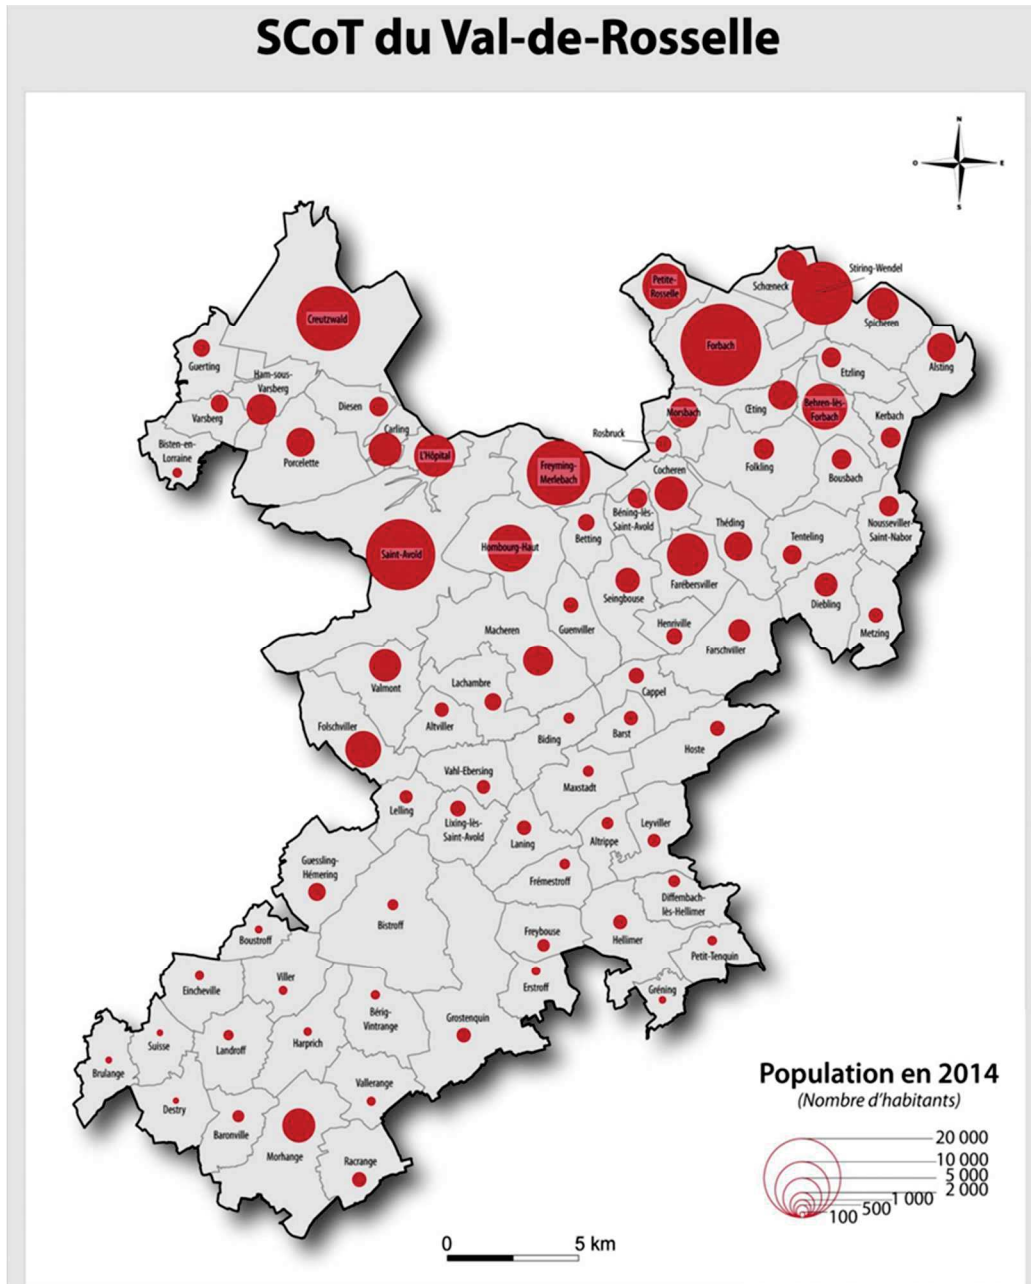 SCoT du Val-de-Rosselle
N
O
E
S
Petite-
Rosselle
Schœneck
Stiring-Wendel
Creutzwald
Spicheren
Forbach
Guerting
Alsting
Etzling
Ham-sous-
Varsberg
Diesen
Varsberg
Morsbach
Œting
Behren-lès-
Forbach
Kerbach
Carling
Rosbruck
Bisten-en-
Lorraine
Porcelette
L'Hôpital
Freyming-
Merlebach
Cocheren
Folkling
Bousbach
Béning-lès-
Saint-Avold
Théding
Nousseviller-
Saint-Nabor
Betting
Tenteling
Saint-Avold
Hombourg-Haut
Farébersviller
Seingbouse
Diebling
Henriville
Guenviller
Macheren
Metzing
Farschviller
Valmont
Lachambre
Cappel
Folschviller
Altviller
Biding
Barst
Hoste
Vahl-Ebersing
Maxstadt
Lelling
Lixing-lès-
Saint-Avold
Laning
Altrippe
Leyviller
Guessling-
Hémering
Frémestroff
Diffembach-
lès-Hellimer
Bistroff
Boustroff
Freybouse
Hellimer
Petit-Tenquin
Eincheville
Viller
Erstroff
Gréning
Bérig-
Vintrange
Grostenquin
Suisse
Landroff
Harprich
Brulange
Vallerange
Destry
Baronville
Morhange
Racrange
Population en 2014
(Nombre d'habitants)
20 000
10 000
5 000
2 000
1 000
500
100
0 5 km